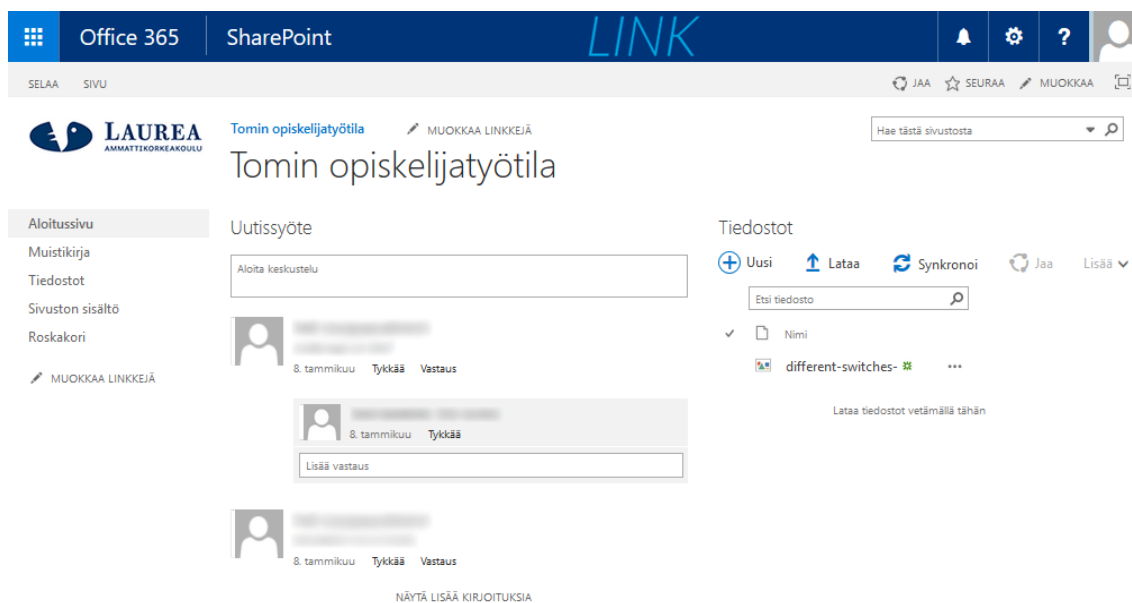 Office 365 SharePoint LINK ?
SELAA SIVU JAA SEURAA MUOKKAA
LAUREA
AMMATTIKORKEAKOULU
Tomin opiskelijatyötila MUOKKAA LINKKEJÄ
Hae tästä sivustosta
Tomin opiskelijatyötila
Aloitussivu
Muistikirja
Tiedostot
Sivuston sisältö
Roskakori
MUOKKAA LINKKEJÄ
Uutissyöte
Aloita keskustelu
8. tammikuu Tykkää Vastaus
8. tammikuu Tykkää
Lisää vastaus
8. tammikuu Tykkää Vastaus
NÄYTÄ LISÄÄ KIRJOITUKSIA
Tiedostot
Uusi Lataa Synkronoi Jaa Lisää
Etsi tiedosto
Nimi
different-switches- ...
Lataa tiedostot vetämällä tähän